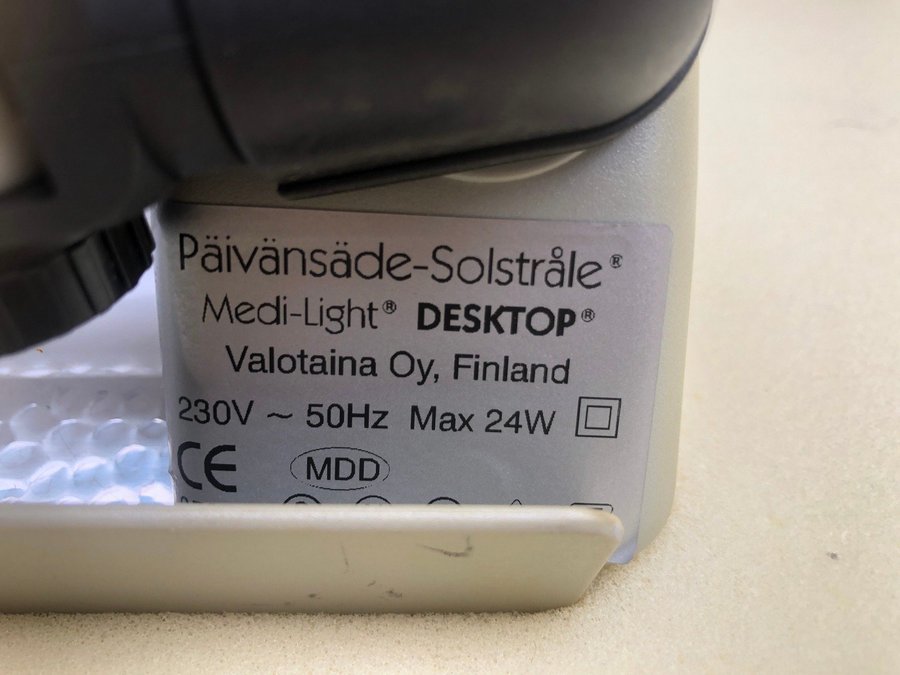 Päivänsäde-Solstråle®
Medi-Light® DESKTOP®
Valotaina Oy, Finland
230V ~ 50Hz Max 24W
CE MDD